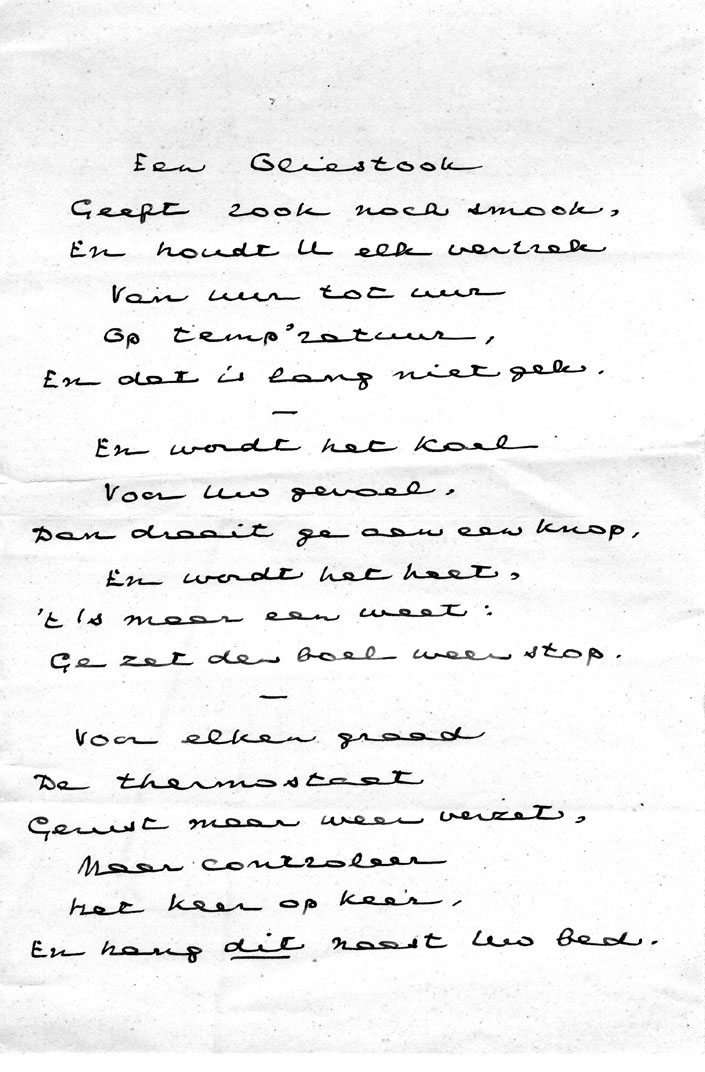 Een Oliestook
Geeft rook noch smook,
En houdt U elk vertrek
Van uur tot uur
Op temp'ratuur,
En dat is lang niet gek.
—
En wordt het koel
Voor Uw gevoel,
Dan draait ge aan een knop,
En wordt het heet,
't Is maar een weet:
Ge zet den boel weer stop.
—
Voor elken graad
De thermostaat
Gerust maar weer verzet,
Maar controleer
het keer op keer,
En hang dit naast Uw bed.